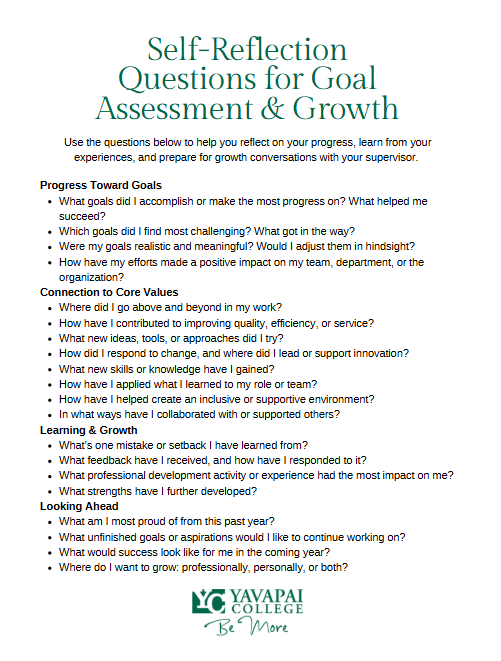 Self-Reflection
Questions for Goal
Assessment & Growth
Use the questions below to help you reflect on your progress, learn from your
experiences, and prepare for growth conversations with your supervisor.
Progress Toward Goals
• What goals did I accomplish or make the most progress on? What helped me
succeed?
• Which goals did I find most challenging? What got in the way?
• Were my goals realistic and meaningful? Would I adjust them in hindsight?
• How have my efforts made a positive impact on my team, department, or the
organization?
Connection to Core Values
• Where did I go above and beyond in my work?
• How have I contributed to improving quality, efficiency, or service?
• What new ideas, tools, or approaches did I try?
• How did I respond to change, and where did I lead or support innovation?
• What new skills or knowledge have I gained?
• How have I applied what I learned to my role or team?
• How have I helped create an inclusive or supportive environment?
• In what ways have I collaborated with or supported others?
Learning & Growth
• What's one mistake or setback I have learned from?
• What feedback have I received, and how have I responded to it?
• What professional development activity or experience had the most impact on me?
• What strengths have I further developed?
Looking Ahead
• What am I most proud of from this past year?
• What unfinished goals or aspirations would I like to continue working on?
• What would success look like for me in the coming year?
• Where do I want to grow: professionally, personally, or both?
YC YAVAPAI
COLLEGE
Be More